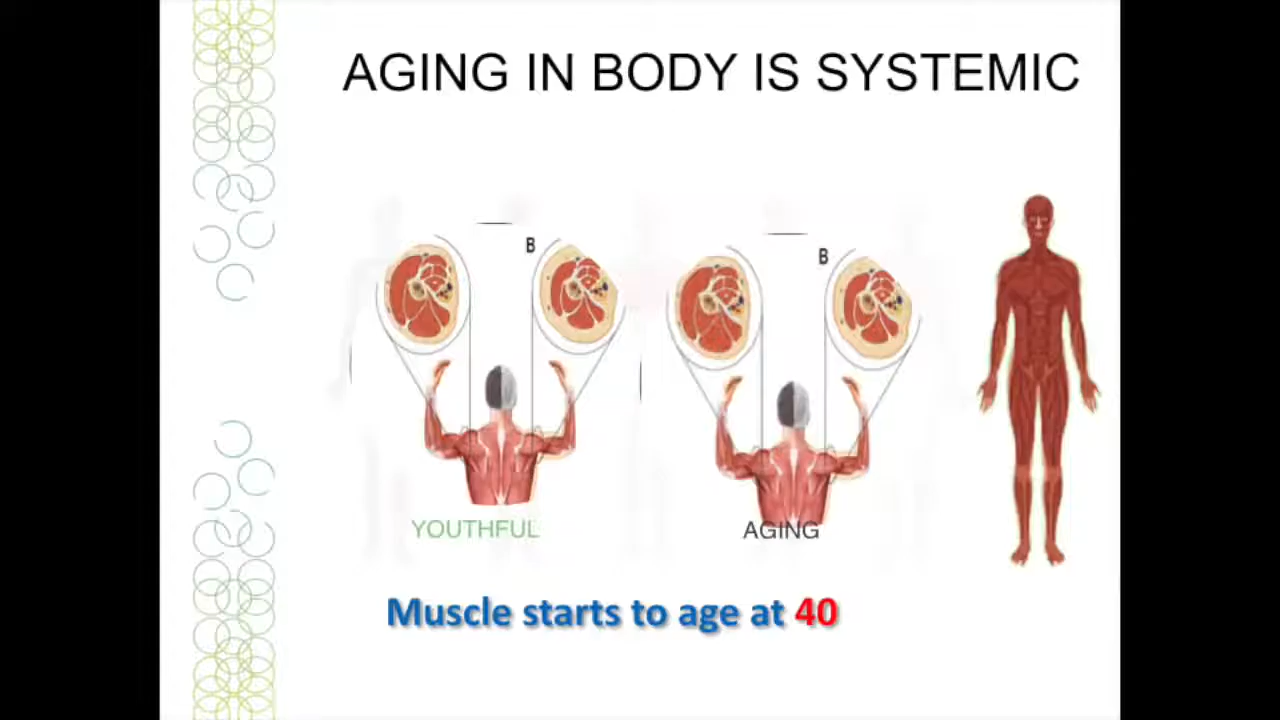 AGING IN BODY IS SYSTEMIC
B
B
YOUTHFUL
AGING
Muscle starts to age at 40